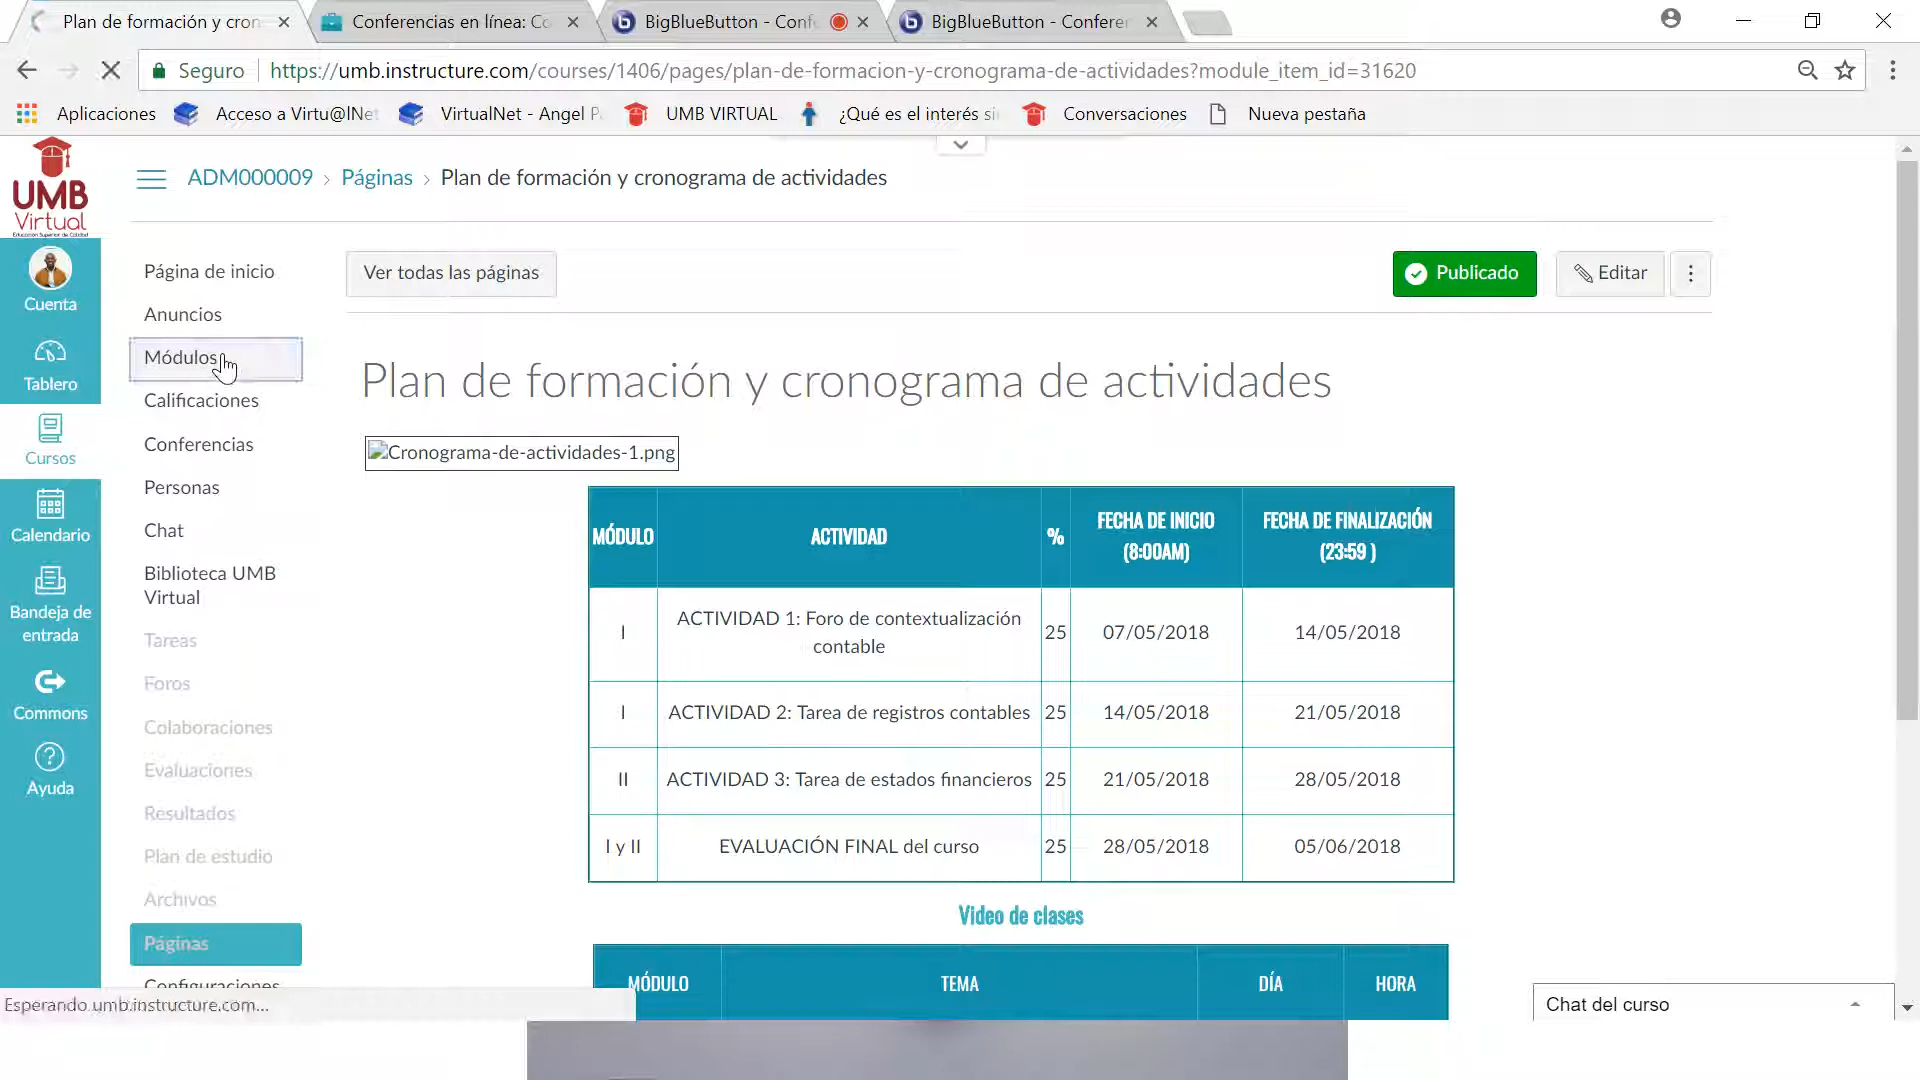 Plan de formación y cron
Conferencias en línea: Co
BigBlueButton - Conf
BigBlueButton - Conferen
Seguro
https://umb.instructure.com/courses/1406/pages/plan-de-formacion-y-cronograma-de-actividades?module_item_id=31620
Aplicaciones
Acceso a Virtu@lNet
VirtualNet - Angel P
UMB VIRTUAL
¿Qué es el interés si
Conversaciones
Nueva pestaña
UMB
Virtual
Educación Superior de Calidad
ADM000009 › Páginas › Plan de formación y cronograma de actividades
Cuenta
Tablero
Cursos
Calendario
Bandeja de
entrada
Commons
Ayuda
Página de inicio
Anuncios
Módulos
Calificaciones
Conferencias
Personas
Chat
Biblioteca UMB
Virtual
Tareas
Foros
Colaboraciones
Evaluaciones
Resultados
Plan de estudio
Archivos
Páginas
Configuraciones
Ver todas las páginas
Publicado
Editar
Plan de formación y cronograma de actividades
Cronograma-de-actividades-1.png
MÓDULO
ACTIVIDAD
%
FECHA DE INICIO
(8:00AM)
FECHA DE FINALIZACIÓN
(23:59 )
I
ACTIVIDAD 1: Foro de contextualización
contable
25
07/05/2018
14/05/2018
I
ACTIVIDAD 2: Tarea de registros contables
25
14/05/2018
21/05/2018
II
ACTIVIDAD 3: Tarea de estados financieros
25
21/05/2018
28/05/2018
I y II
EVALUACIÓN FINAL del curso
25
28/05/2018
05/06/2018
Video de clases
MÓDULO
TEMA
DÍA
HORA
Esperando umb.instructure.com...
Chat del curso